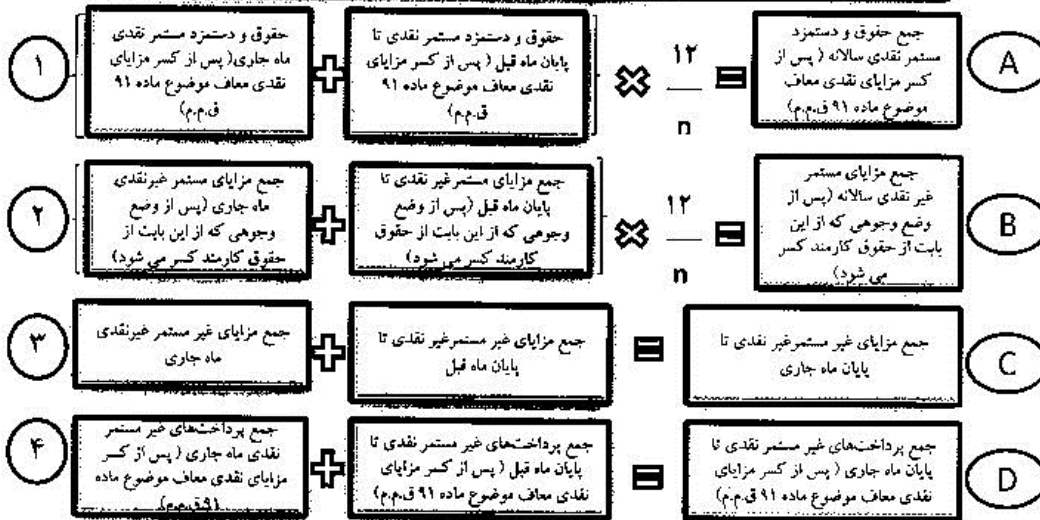 ۱
حقوق و دستمزد مستمر نقدی
ماه جاری( پس از کسر مزایای
نقدی معاف موضوع ماده ۹۱
ق.م.م)
+
حقوق و دستمزد مستمر نقدی تا
پایان ماه قبل ( پس از کسر مزایای
نقدی معاف موضوع ماده ۹۱
ق.م.م)
×
۱۲
n
=
جمع حقوق و دستمزد
مستمر نقدی سالانه ( پس از
کسر مزایای نقدی معاف
موضوع ماده ۹۱ ق.م.م)
A
۲
جمع مزایای مستمر غیرنقدی
ماه جاری (پس از وضع
وجوهی که از این بابت از
حقوق کارمند کسر می شود)
+
جمع مزایای مستمرغیر نقدی تا
پایان ماه قبل (پس از وضع
وجوهی که از این بابت از حقوق
کارمند کسر می شود)
×
۱۲
n
=
جمع مزایای مستمر
غیر نقدی سالانه (پس از
وضع وجوهی که از این
بابت از حقوق کارمند کسر
می شود)
B
۳
جمع مزایای غیر مستمر غیرنقدی
ماه جاری
+
جمع مزایای غیر مستمرغیر نقدی تا
پایان ماه قبل
=
جمع مزایای غیر مستمرغیر نقدی تا
پایان ماه جاری
C
۴
جمع پرداخت‌های غیر مستمر
نقدی ماه جاری ( پس از کسر
مزایای نقدی معاف موضوع ماده
۹۱ق.م.م)
+
جمع پرداخت‌های غیر مستمر نقدی تا
پایان ماه قبل ( پس از کسر مزایای
نقدی معاف موضوع ماده ۹۱ ق.م.م)
=
جمع پرداخت‌های غیر مستمر نقدی تا
پایان ماه جاری ( پس از کسر مزایای
نقدی معاف موضوع ماده ۹۱ ق.م.م)
D